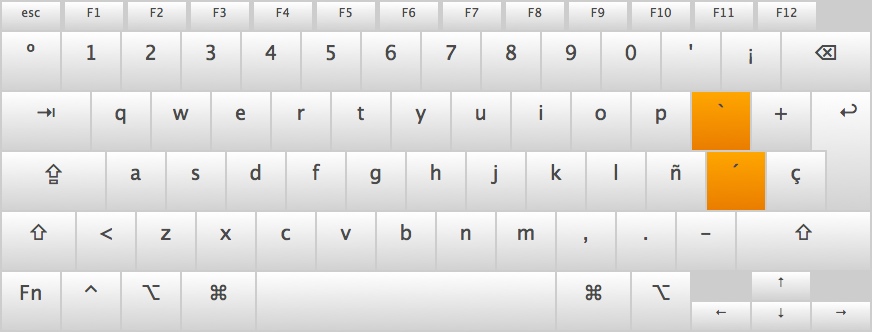 esc F1 F2 F3 F4 F5 F6 F7 F8 F9 F10 F11 F12
º 1 2 3 4 5 6 7 8 9 0 ' ¡ ⌫
⇥ q w e r t y u i o p ` + ↩
⇪ a s d f g h j k l ñ ´ ç
⇧ < z x c v b n m , . - ⇧
Fn ^ ⌥ ⌘ ⌘ ⌥ ↑
← ↓ →